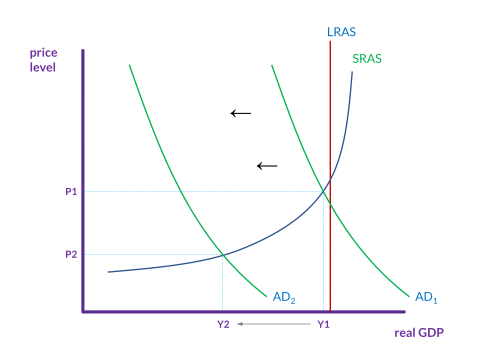 LRAS
price
level
SRAS
P1
P2
AD2
AD1
Y2
Y1
real GDP